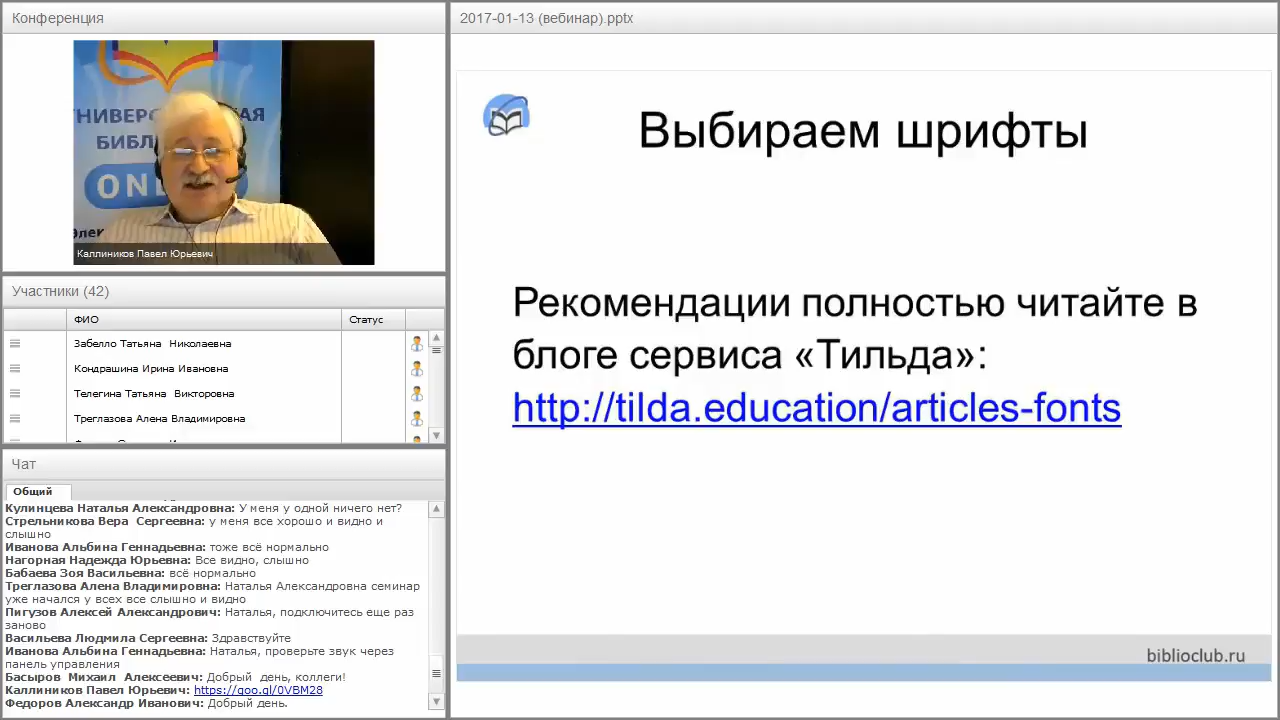 Конференция
НИВЕР
АЯ
БИБЛ
ON
Каллиников Павел Юрьевич
Участники (42)
ФИО
Статус
Забелло Татьяна Николаевна
Кондрашина Ирина Ивановна
Телегина Татьяна Викторовна
Треглазова Алена Владимировна
Чат
Общий
Кулинцева Наталья Александровна: У меня у одной ничего нет?
Стрельникова Вера Сергеевна: у меня все хорошо и видно и
слышно
Иванова Альбина Геннадьевна: тоже всё нормально
Нагорная Надежда Юрьевна: Все видно, слышно
Бабаева Зоя Васильевна: всё нормально
Треглазова Алена Владимировна: Наталья Александровна семинар
уже начался у всех все слышно и видно
Пигузов Алексей Александрович: Наталья, подключитесь еще раз
заново
Васильева Людмила Сергеевна: Здравствуйте
Иванова Альбина Геннадьевна: Наталья, проверьте звук через
панель управления
Басыров Михаил Алексеевич: Добрый день, коллеги!
Каллиников Павел Юрьевич: https://goo.gl/0VBM28
Федоров Александр Иванович: Добрый день.
2017-01-13 (вебинар).pptx
Выбираем шрифты
Рекомендации полностью читайте в
блоге сервиса «Тильда»:
http://tilda.education/articles-fonts
biblioclub.ru